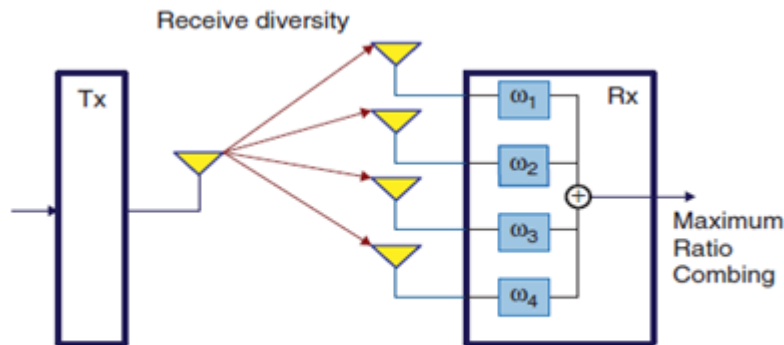 Receive diversity
Tx
Rx
ω1
ω2
ω3
ω4
+
Maximum
Ratio
Combing